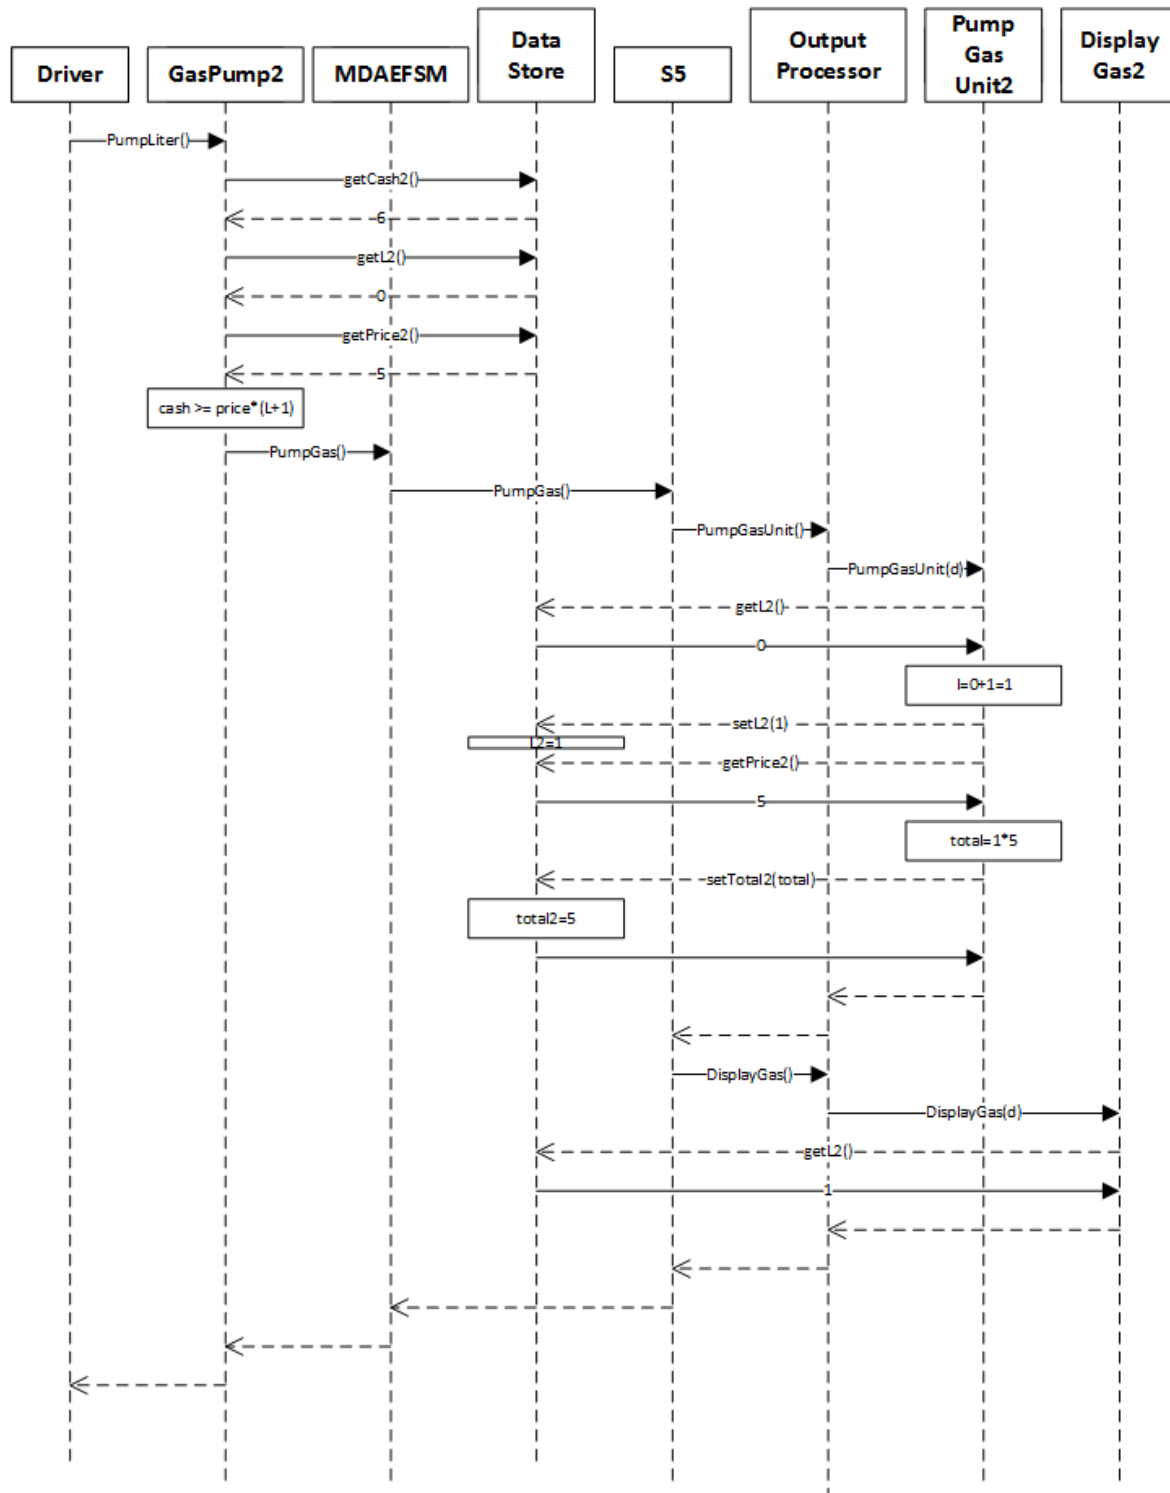 Driver
GasPump2
MDAEFSM
Data
Store
S5
Output
Processor
Pump
Gas
Unit2
Display
Gas2
PumpLiter()
getCash2()
6
getL2()
0
getPrice2()
5
cash >= price*(L+1)
PumpGas()
PumpGas()
PumpGasUnit()
PumpGasUnit(d)
getL2()
0
l=0+1=1
setL2(1)
L2=1
getPrice2()
5
total=1*5
setTotal2(total)
total2=5
DisplayGas()
DisplayGas(d)
getL2()
1